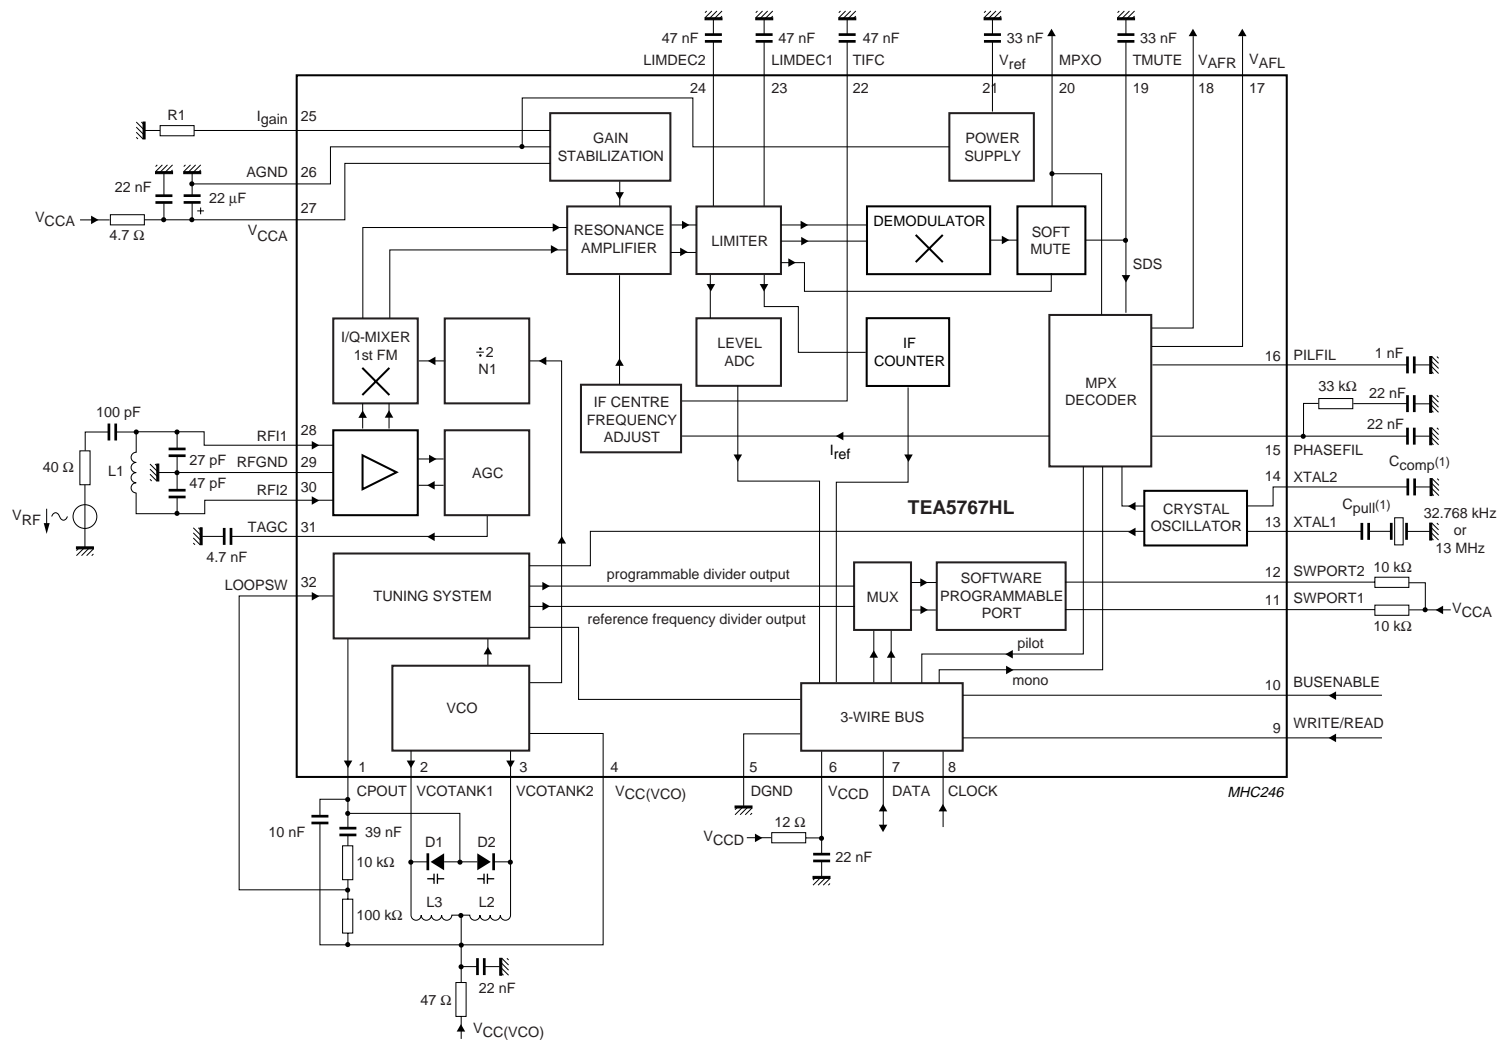 47 nF
47 nF
47 nF
33 nF
33 nF
LIMDEC2
LIMDEC1
TIFC
Vref
MPXO
TMUTE
VAFR
VAFL
24
23
22
21
20
19
18
17
R1
Igain
25
GAIN
STABILIZATION
POWER
SUPPLY
AGND
26
22 nF
22 μF
+
VCCA
4.7 Ω
27
VCCA
RESONANCE
AMPLIFIER
LIMITER
DEMODULATOR
SOFT
MUTE
SDS
I/Q-MIXER
1st FM
÷2
N1
LEVEL
ADC
IF
COUNTER
MPX
DECODER
16
PILFIL
1 nF
IF CENTRE
FREQUENCY
ADJUST
33 kΩ
22 nF
22 nF
15
PHASEFIL
Iref
100 pF
28
RFI1
27 pF
RFGND
29
40 Ω
L1
47 pF
RFI2
30
AGC
VRF
TAGC
31
4.7 nF
TEA5767HL
14
XTAL2
Ccomp(1)
CRYSTAL
OSCILLATOR
13
XTAL1
Cpull(1)
32.768 kHz
or
13 MHz
LOOPSW
32
TUNING SYSTEM
programmable divider output
reference frequency divider output
MUX
SOFTWARE
PROGRAMMABLE
PORT
12
SWPORT2
10 kΩ
11
SWPORT1
10 kΩ
VCCA
pilot
mono
VCO
3-WIRE BUS
10
BUSENABLE
9
WRITE/READ
1
2
3
4
5
6
7
8
CPOUT
VCOTANK1
VCOTANK2
VCC(VCO)
DGND
VCCD
DATA
CLOCK
MHC246
10 nF
39 nF
D1
D2
10 kΩ
L3
L2
100 kΩ
VCCD
12 Ω
22 nF
22 nF
47 Ω
VCC(VCO)